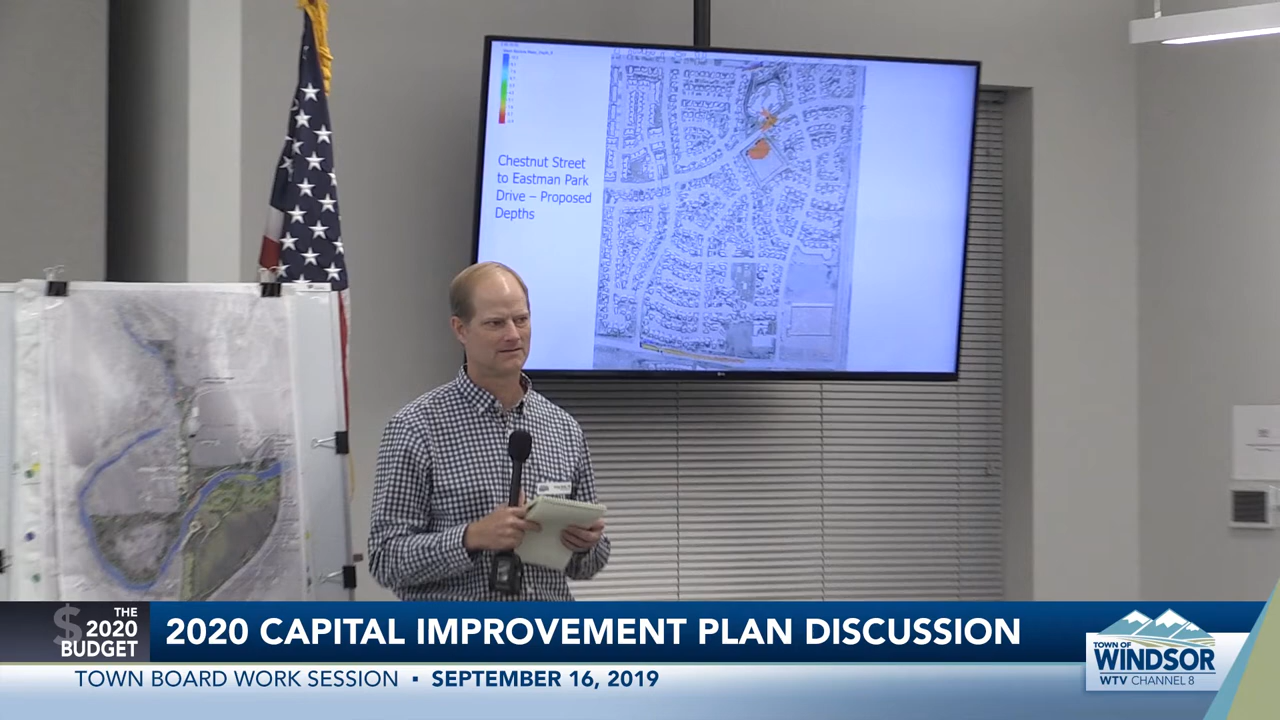 Chestnut Street
to Eastman Park
Drive – Proposed
Depths
$ THE
2020
BUDGET
2020 CAPITAL IMPROVEMENT PLAN DISCUSSION
TOWN BOARD WORK SESSION ▪ SEPTEMBER 16, 2019
TOWN OF
WINDSOR
WTV CHANNEL 8